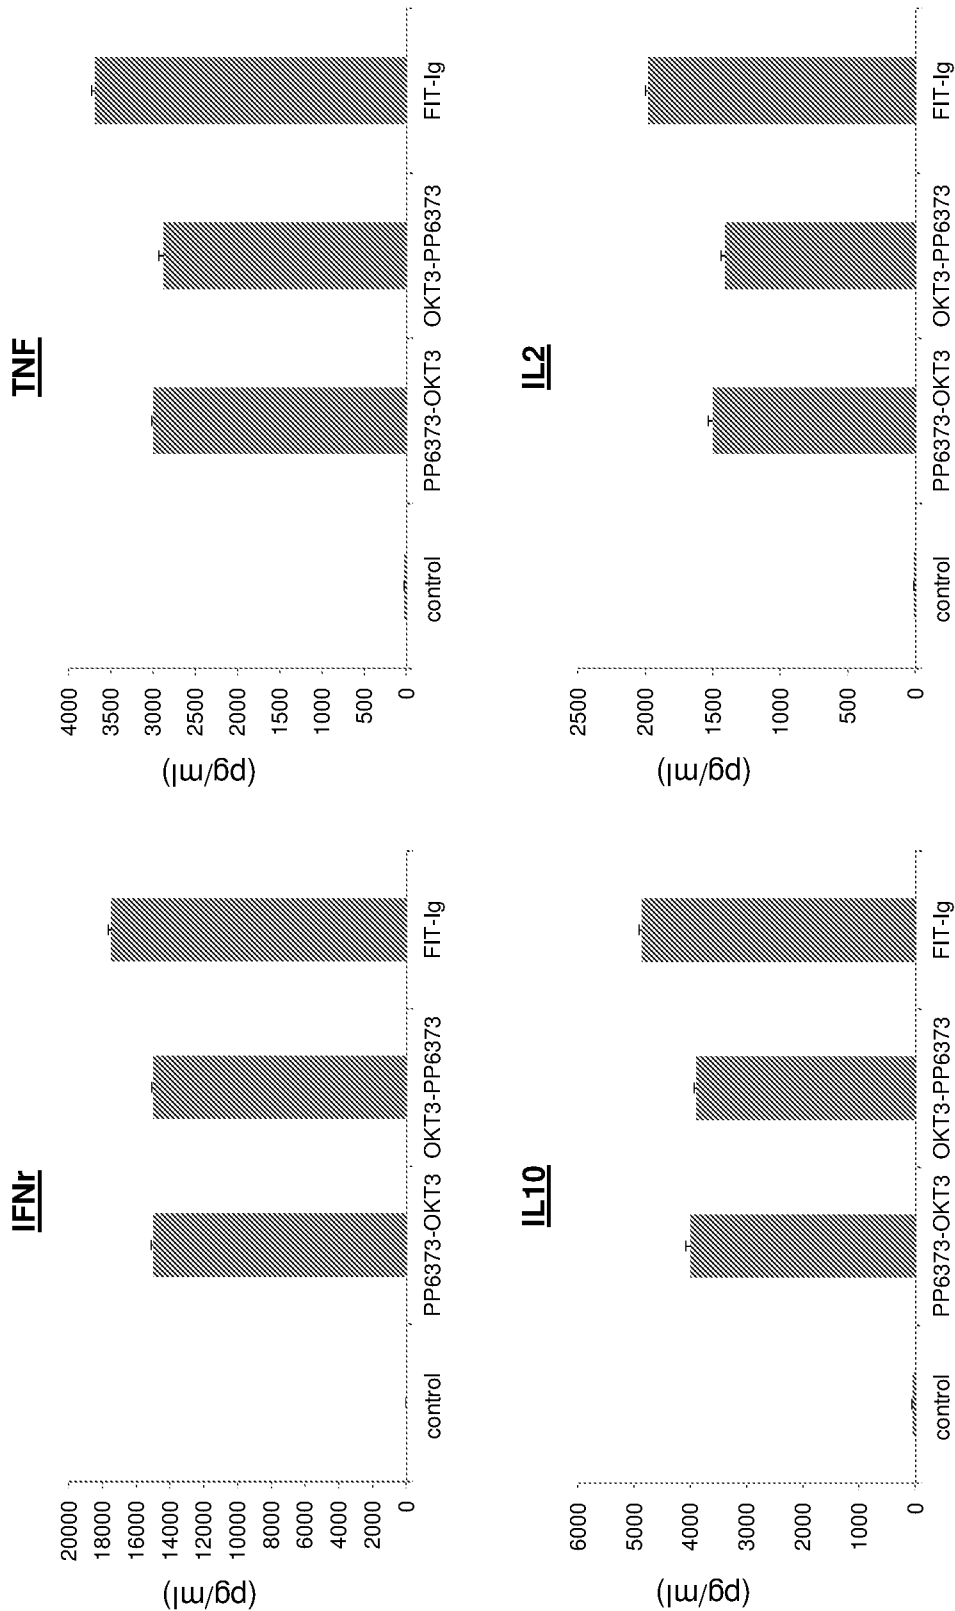 IFNr
(pg/ml)
20000
18000
16000
14000
12000
10000
8000
6000
4000
2000
0
control PP6373-OKT3 OKT3-PP6373 FIT-Ig
TNF
(pg/ml)
4000
3500
3000
2500
2000
1500
1000
500
0
control PP6373-OKT3 OKT3-PP6373 FIT-Ig
IL10
(pg/ml)
6000
5000
4000
3000
2000
1000
0
control PP6373-OKT3 OKT3-PP6373 FIT-Ig
IL2
(pg/ml)
2500
2000
1500
1000
500
0
control PP6373-OKT3 OKT3-PP6373 FIT-Ig